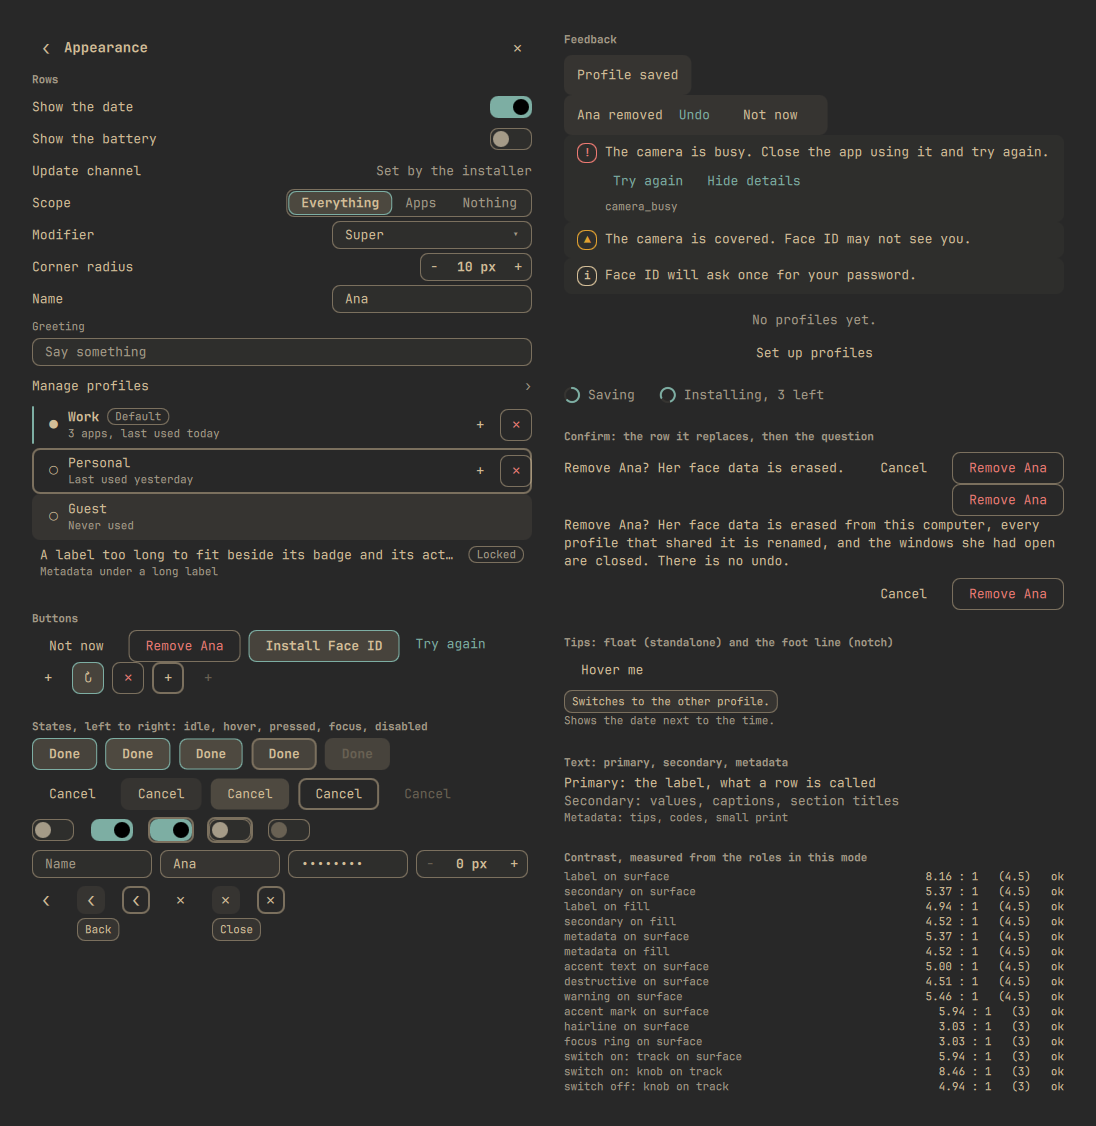 Appearance
Rows
Show the date
Show the battery
Update channel Set by the installer
Scope Everything Apps Nothing
Modifier Super
Corner radius - 10 px +
Name Ana
Greeting
Say something
Manage profiles
Work Default
3 apps, last used today
Personal
Last used yesterday
Guest
Never used
A label too long to fit beside its badge and its act… Locked
Metadata under a long label
Buttons
Not now Remove Ana Install Face ID Try again
States, left to right: idle, hover, pressed, focus, disabled
Done Done Done Done Done
Cancel Cancel Cancel Cancel Cancel
Name Ana •••••••• - 0 px +
Back Close
Feedback
Profile saved
Ana removed Undo Not now
! The camera is busy. Close the app using it and try again.
Try again Hide details
camera_busy
The camera is covered. Face ID may not see you.
i Face ID will ask once for your password.
No profiles yet.
Set up profiles
Saving Installing, 3 left
Confirm: the row it replaces, then the question
Remove Ana? Her face data is erased. Cancel Remove Ana
Remove Ana
Remove Ana? Her face data is erased from this computer, every
profile that shared it is renamed, and the windows she had open
are closed. There is no undo.
Cancel Remove Ana
Tips: float (standalone) and the foot line (notch)
Hover me
Switches to the other profile.
Shows the date next to the time.
Text: primary, secondary, metadata
Primary: the label, what a row is called
Secondary: values, captions, section titles
Metadata: tips, codes, small print
Contrast, measured from the roles in this mode
label on surface 8.16 : 1 (4.5) ok
secondary on surface 5.37 : 1 (4.5) ok
label on fill 4.94 : 1 (4.5) ok
secondary on fill 4.52 : 1 (4.5) ok
metadata on surface 5.37 : 1 (4.5) ok
metadata on fill 4.52 : 1 (4.5) ok
accent text on surface 5.00 : 1 (4.5) ok
destructive on surface 4.51 : 1 (4.5) ok
warning on surface 5.46 : 1 (4.5) ok
accent mark on surface 5.94 : 1 (3) ok
hairline on surface 3.03 : 1 (3) ok
focus ring on surface 3.03 : 1 (3) ok
switch on: track on surface 5.94 : 1 (3) ok
switch on: knob on track 8.46 : 1 (3) ok
switch off: knob on track 4.94 : 1 (3) ok